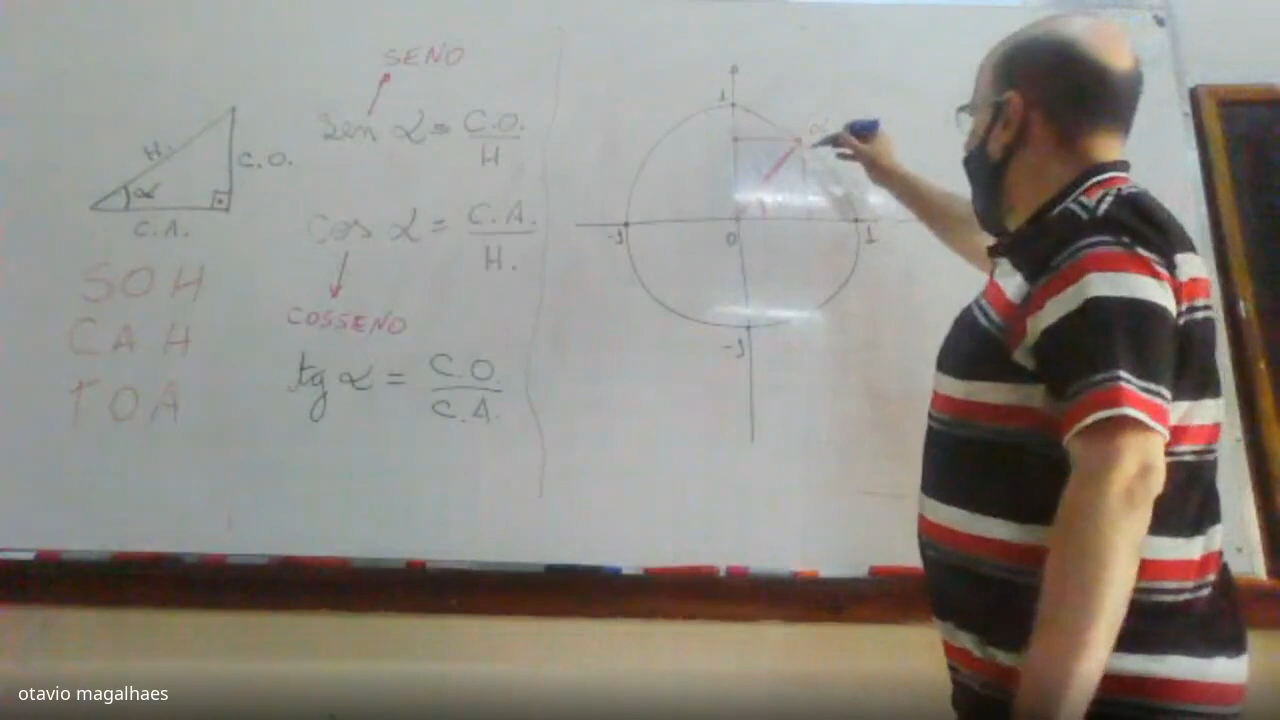 SENO
sen α = C.O.
H
H.
C.O.
α
C.A.
cos α = C.A.
H.
COSSENO
SOH
CAH
TOA
tg α = C.O.
C.A.
1
α
-1
0
1
-1
otavio magalhaes